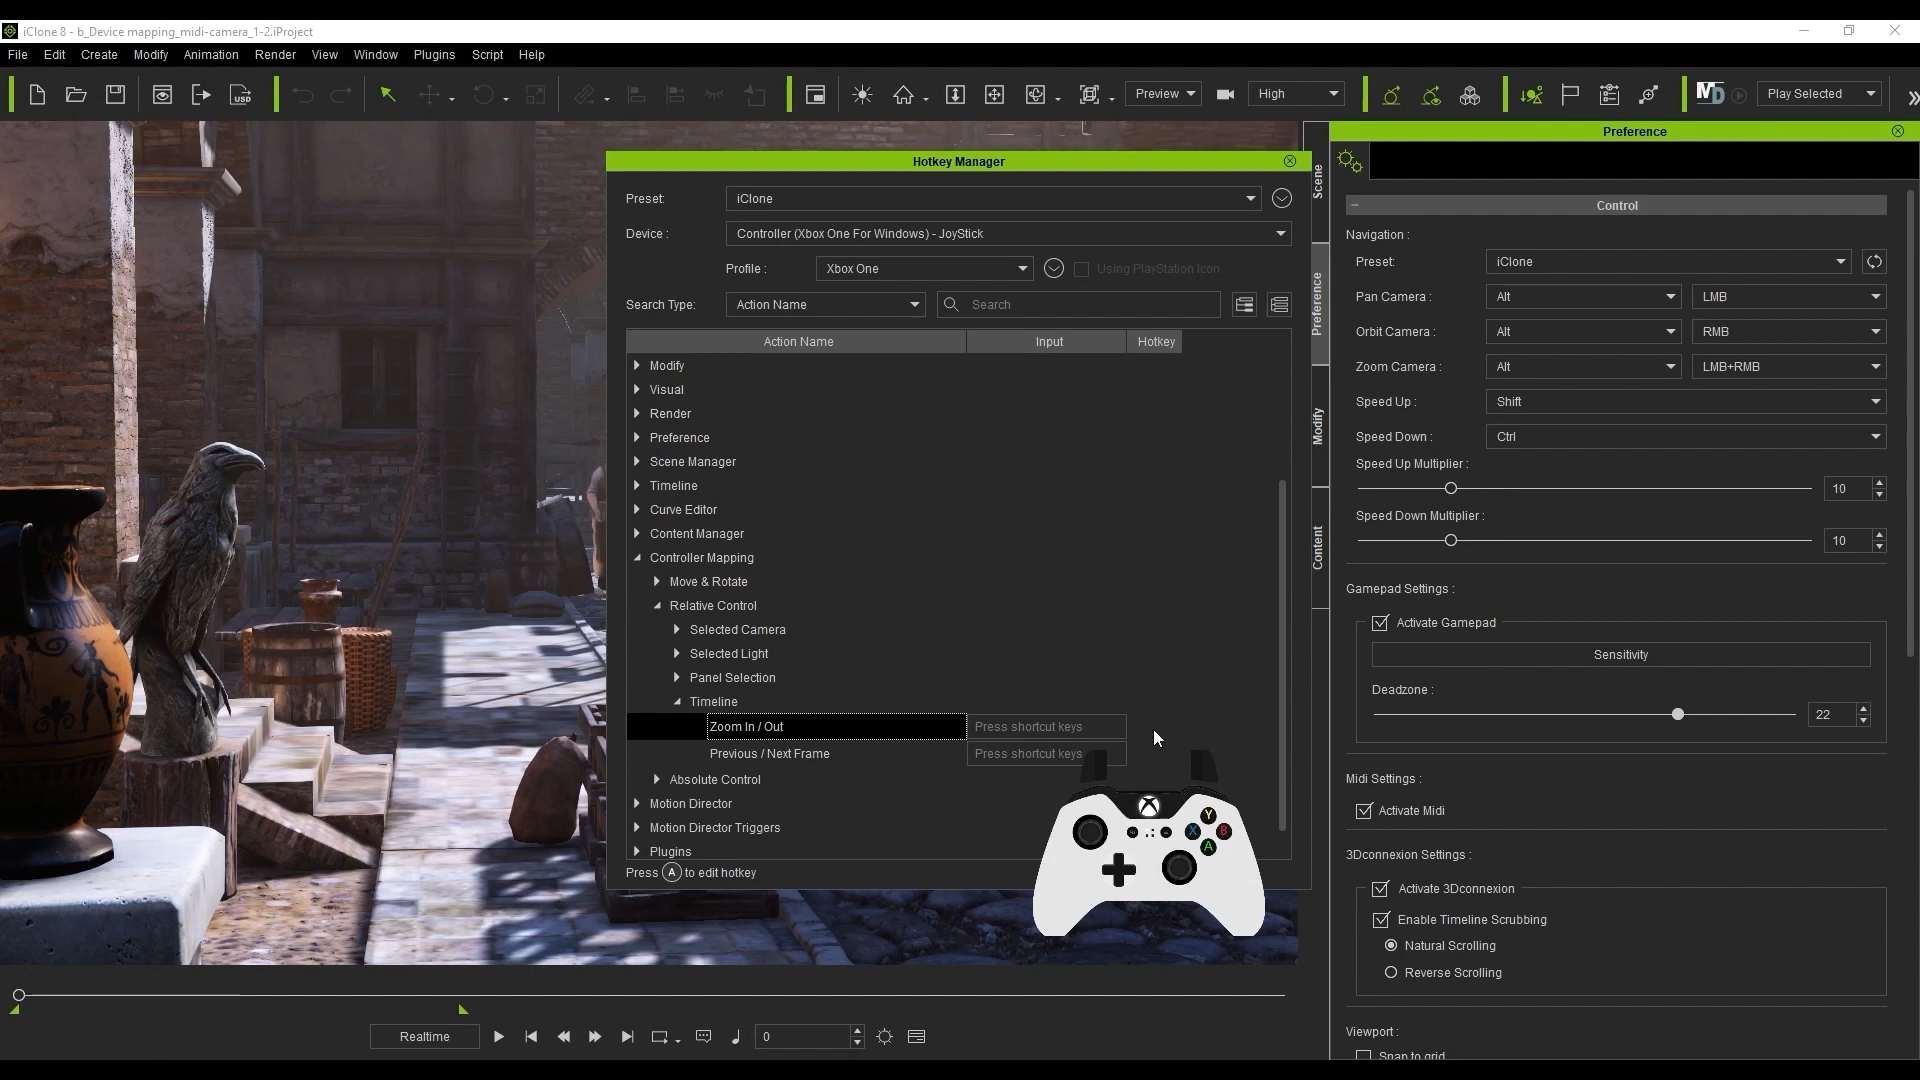 iClone 8 - b_Device mapping_midi-camera_1-2.iProject
File Edit Create Modify Animation Render View Window Plugins Script Help
USD Preview High MD Play Selected
Hotkey Manager
Preset: iClone
Device : Controller (Xbox One For Windows) - JoyStick
Profile : Xbox One Using PlayStation Icon
Search Type: Action Name Search
Action Name Input Hotkey
Modify
Visual
Render
Preference
Scene Manager
Timeline
Curve Editor
Content Manager
Controller Mapping
Move & Rotate
Relative Control
Selected Camera
Selected Light
Panel Selection
Timeline
Zoom In / Out Press shortcut keys
Previous / Next Frame Press shortcut keys
Absolute Control
Motion Director
Motion Director Triggers
Plugins
Press A to edit hotkey
Y
X B
A
Scene
Preference
Modify
Content
Preference
Control
Navigation :
Preset: iClone
Pan Camera : Alt LMB
Orbit Camera : Alt RMB
Zoom Camera : Alt LMB+RMB
Speed Up : Shift
Speed Down : Ctrl
Speed Up Multiplier :
10
Speed Down Multiplier :
10
Gamepad Settings :
Activate Gamepad
Sensitivity
Deadzone :
22
Midi Settings :
Activate Midi
3Dconnexion Settings :
Activate 3Dconnexion
Enable Timeline Scrubbing
Natural Scrolling
Reverse Scrolling
Viewport :
Snap to grid
Realtime 0